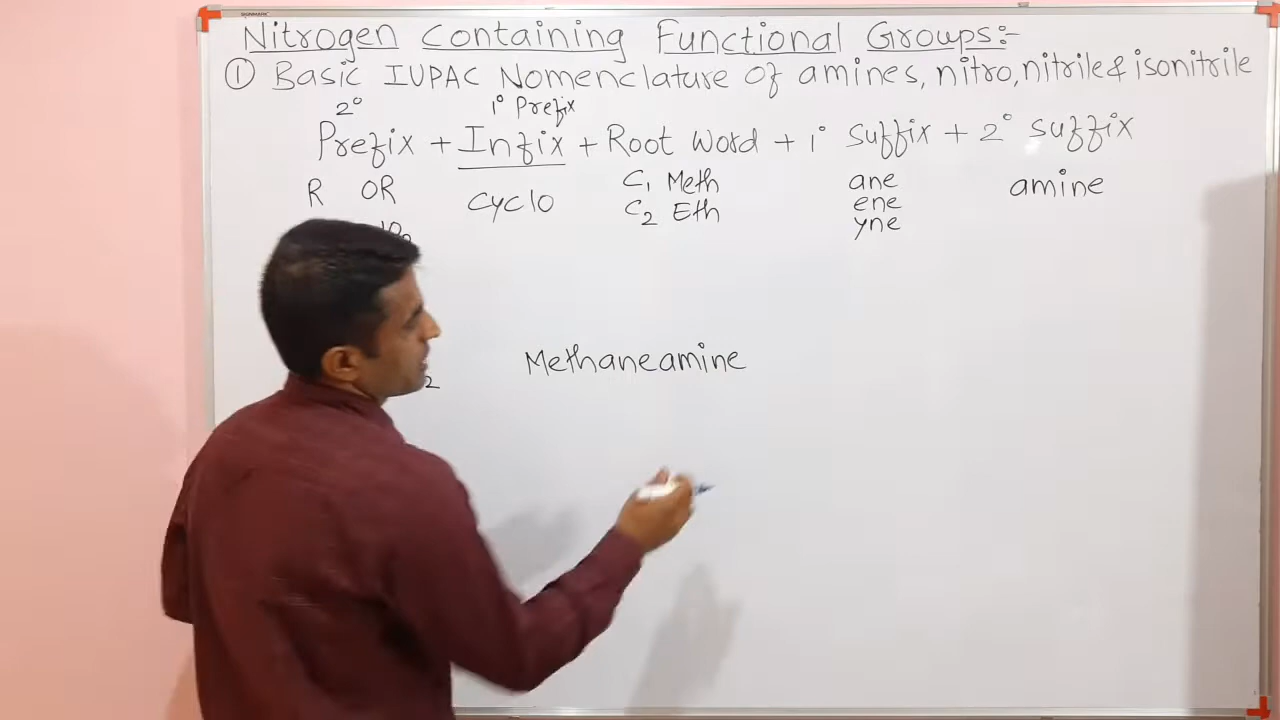 Nitrogen Containing Functional Groups:-
① Basic IUPAC Nomenclature of amines, nitro, nitrile & isonitrile
2° 1° Prefix
Prefix + Infix + Root Word + 1° Suffix + 2° Suffix
R OR Cyclo C₁ Meth ane amine
C₂ Eth ene
yne
Methaneamine
2